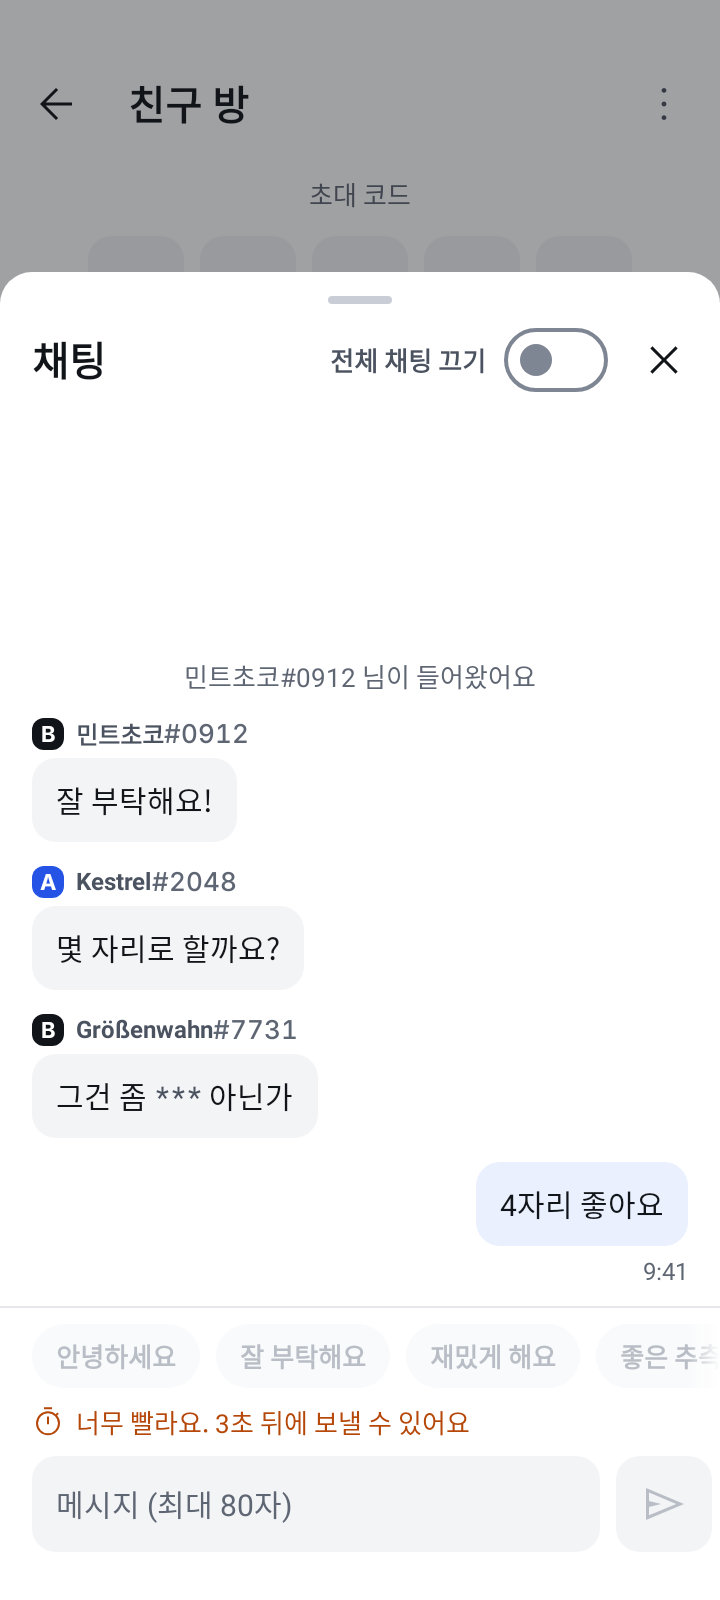 친구 방
초대 코드
채팅
전체 채팅 끄기
민트초코#0912 님이 들어왔어요
B 민트초코#0912
잘 부탁해요!
A Kestrel#2048
몇 자리로 할까요?
B Größenwahn#7731
그건 좀 *** 아닌가
4자리 좋아요
9:41
안녕하세요 잘 부탁해요 재밌게 해요 좋은 추측
너무 빨라요. 3초 뒤에 보낼 수 있어요
메시지 (최대 80자)